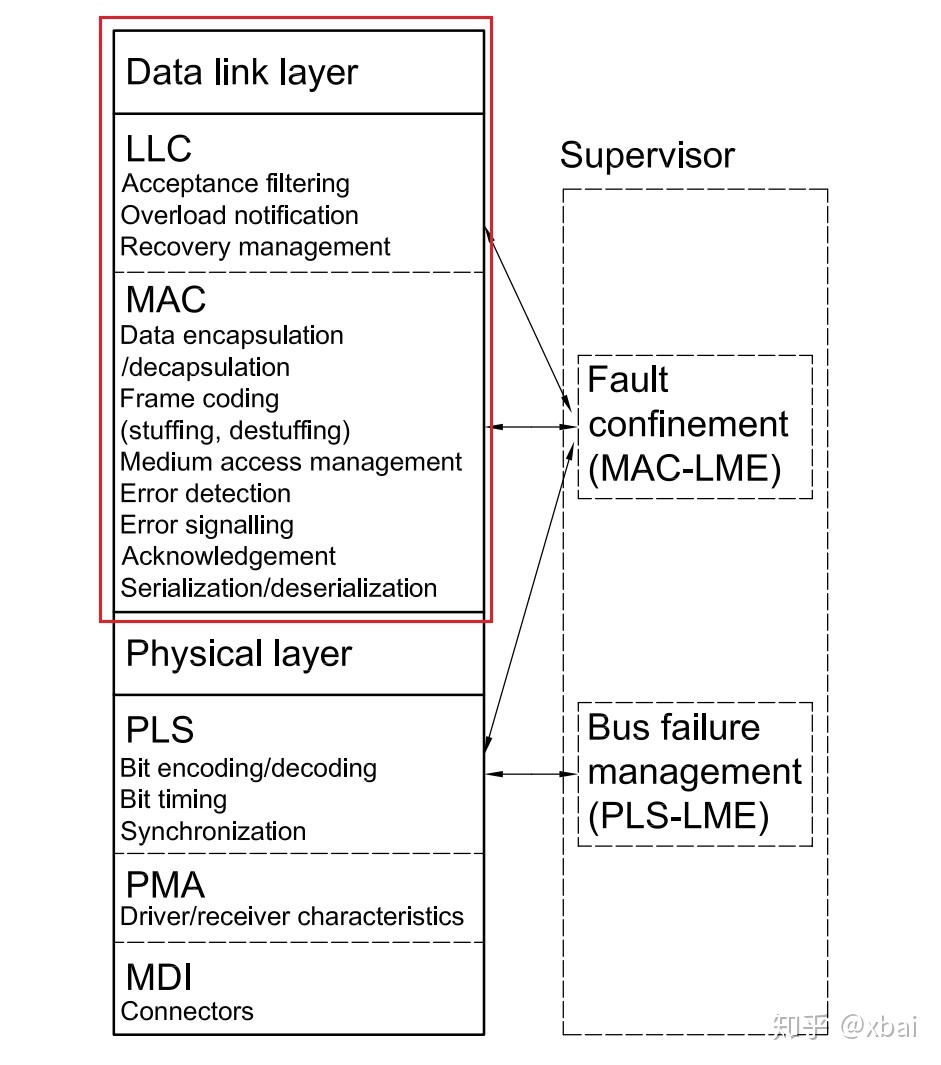 Data link layer
LLC
Acceptance filtering
Overload notification
Recovery management
MAC
Data encapsulation
/decapsulation
Frame coding
(stuffing, destuffing)
Medium access management
Error detection
Error signalling
Acknowledgement
Serialization/deserialization
Physical layer
PLS
Bit encoding/decoding
Bit timing
Synchronization
PMA
Driver/receiver characteristics
MDI
Connectors
Supervisor
Fault
confinement
(MAC-LME)
Bus failure
management
(PLS-LME)
知乎 @xbai